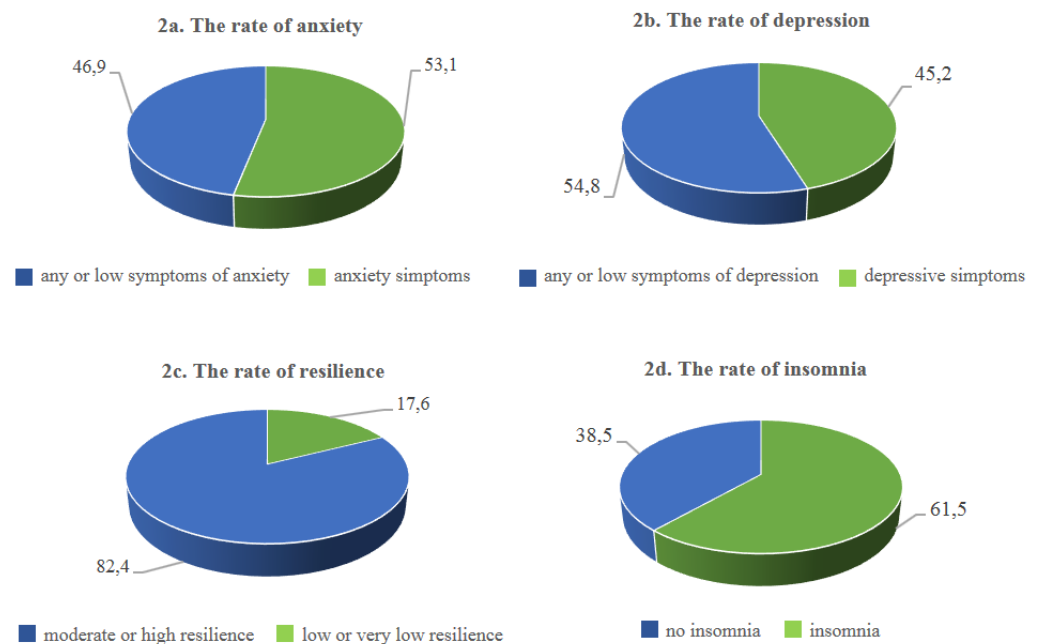 2a. The rate of anxiety
46,9
53,1
any or low symptoms of anxiety
anxiety simptoms
2b. The rate of depression
45,2
54,8
any or low symptoms of depression
depressive simptoms
2c. The rate of resilience
17,6
82,4
moderate or high resilience
low or very low resilience
2d. The rate of insomnia
38,5
61,5
no insomnia
insomnia